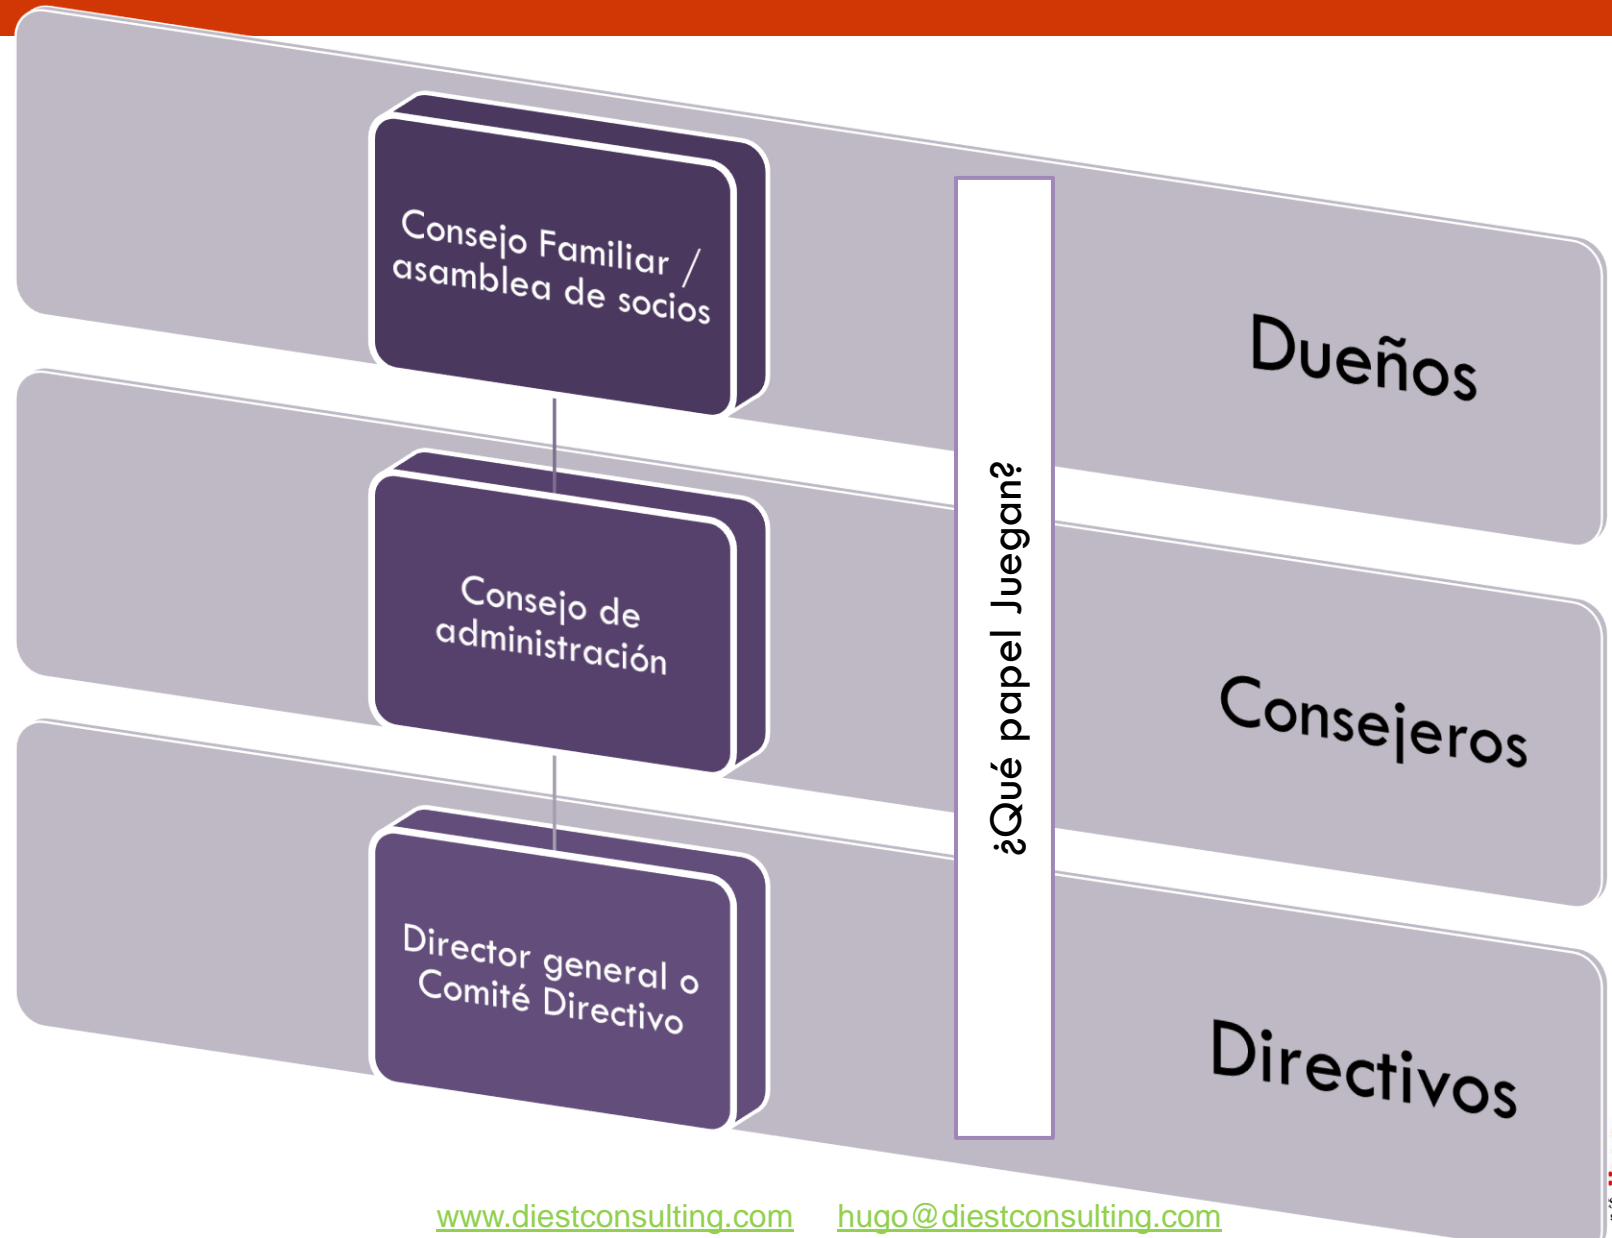 Consejo Familiar /
asamblea de socios
Dueños
¿Qué papel Juegan?
Consejo de
administración
Consejeros
Director general o
Comité Directivo
Directivos
www.diestconsulting.com hugo@diestconsulting.com